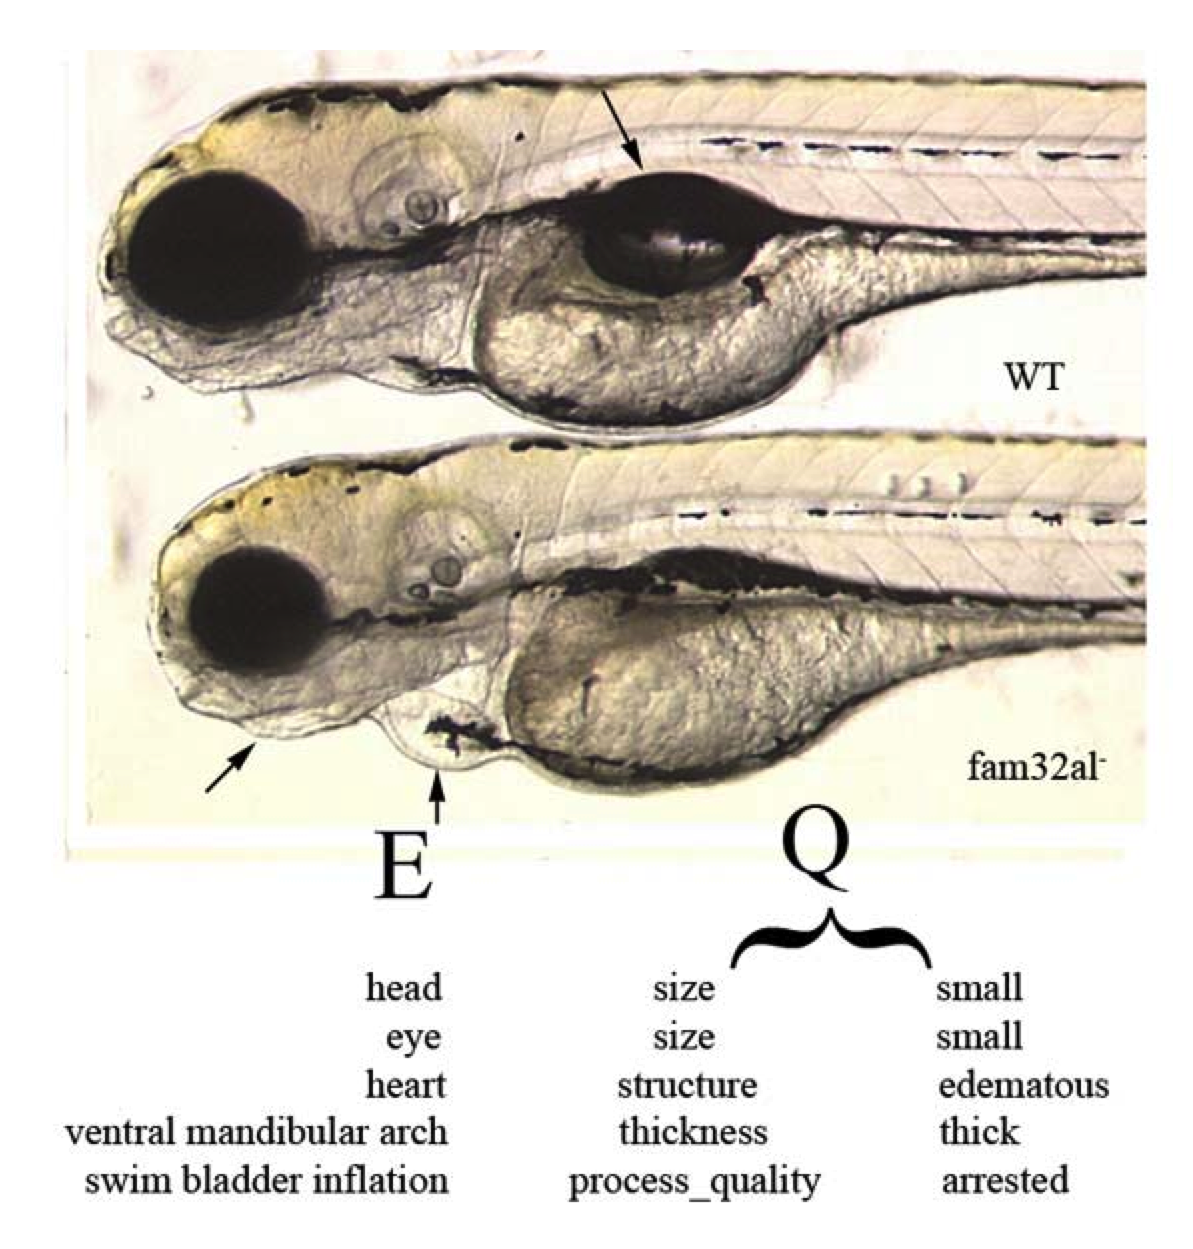 WT
fam32al-
E Q
head size small
eye size small
heart structure edematous
ventral mandibular arch thickness thick
swim bladder inflation process_quality arrested